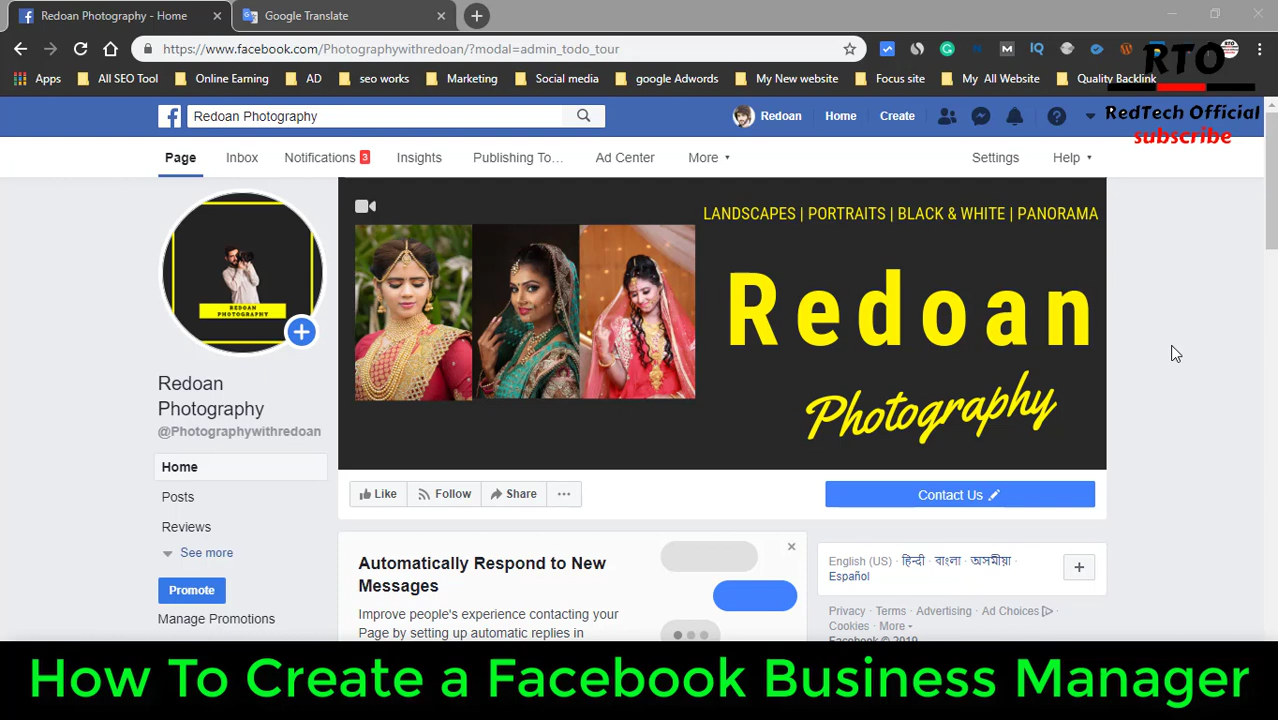 Redoan Photography - Home
Google Translate
https://www.facebook.com/Photographywithredoan/?modal=admin_todo_tour
Apps All SEO Tool Online Earning AD seo works Marketing Social media google Adwords My New website Focus site My All Website Quality Backlink
RTO
RedTech Official
subscribe
Redoan Photography
Redoan Home Create
Page Inbox Notifications 3 Insights Publishing To... Ad Center More Settings Help
LANDSCAPES | PORTRAITS | BLACK & WHITE | PANORAMA
Redoan
Photography
REDOAN
PHOTOGRAPHY
Redoan
Photography
@Photographywithredoan
Home
Posts
Reviews
See more
Promote
Manage Promotions
Like Follow Share ...
Contact Us
Automatically Respond to New
Messages
Improve people's experience contacting your
Page by setting up automatic replies in
English (US) · हिन्दी · বাংলা · অসমীয়া ·
Español
Privacy · Terms · Advertising · Ad Choices ·
Cookies · More
Facebook © 2019
How To Create a Facebook Business Manager